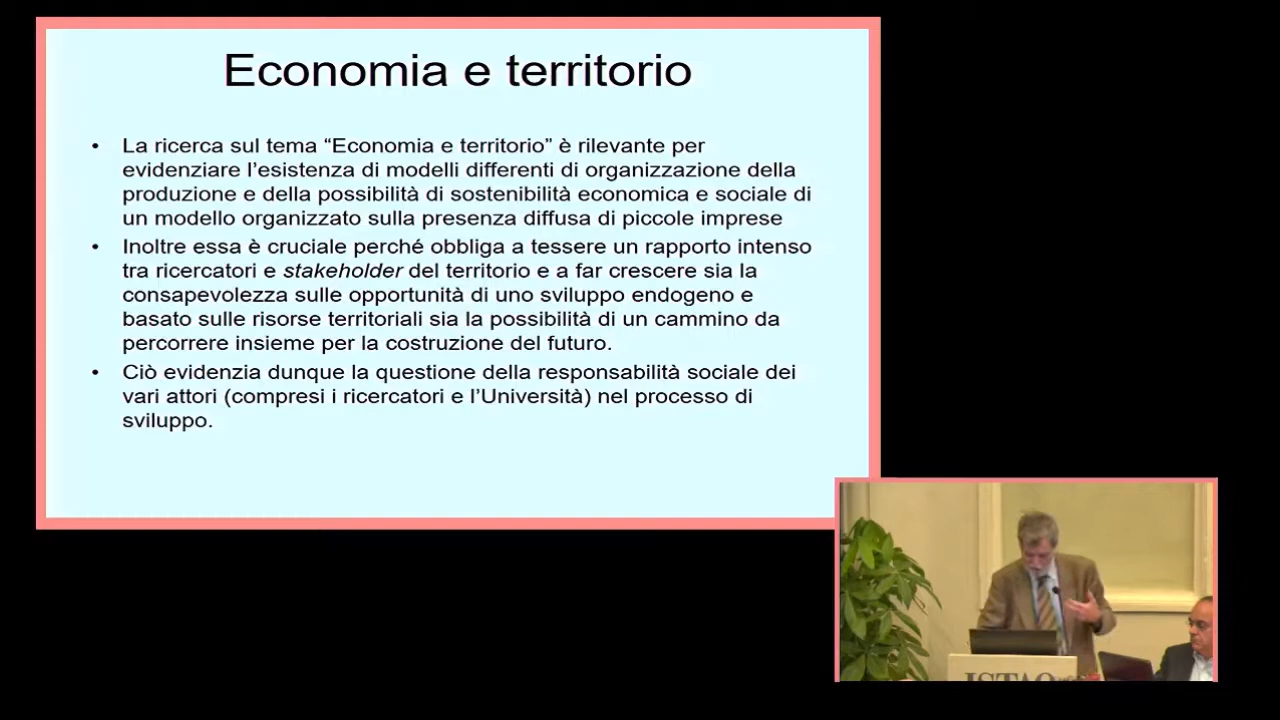 Economia e territorio
• La ricerca sul tema “Economia e territorio” è rilevante per
evidenziare l’esistenza di modelli differenti di organizzazione della
produzione e della possibilità di sostenibilità economica e sociale di
un modello organizzato sulla presenza diffusa di piccole imprese
• Inoltre essa è cruciale perché obbliga a tessere un rapporto intenso
tra ricercatori e stakeholder del territorio e a far crescere sia la
consapevolezza sulle opportunità di uno sviluppo endogeno e
basato sulle risorse territoriali sia la possibilità di un cammino da
percorrere insieme per la costruzione del futuro.
• Ciò evidenzia dunque la questione della responsabilità sociale dei
vari attori (compresi i ricercatori e l’Università) nel processo di
sviluppo.
ISTAO